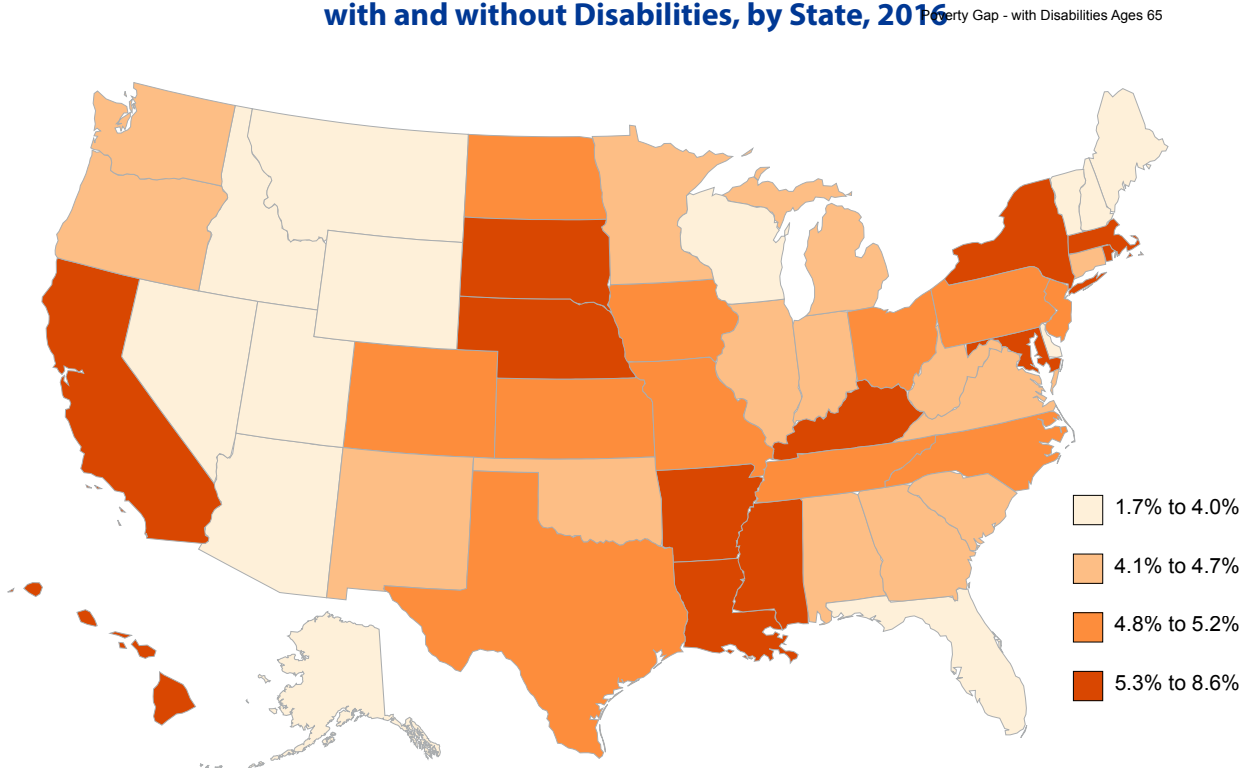 with and without Disabilities, by State, 2016
Poverty Gap - with Disabilities Ages 65
1.7% to 4.0%
4.1% to 4.7%
4.8% to 5.2%
5.3% to 8.6%